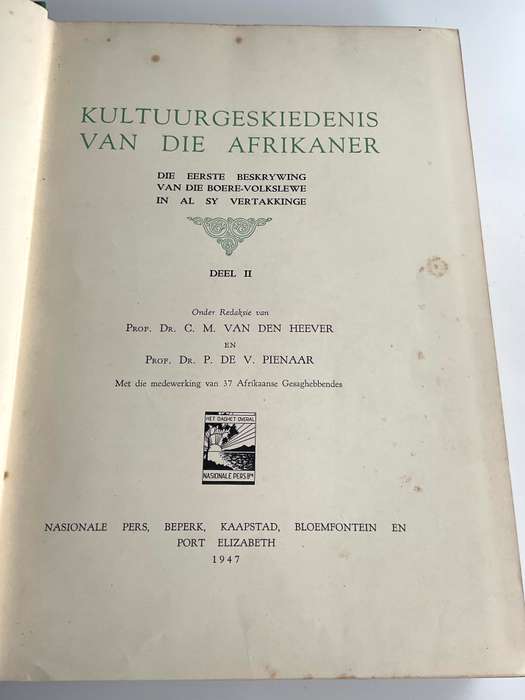 KULTUURGESKIEDENIS
VAN DIE AFRIKANER
DIE EERSTE BESKRYWING
VAN DIE BOERE-VOLKSLEWE
IN AL SY VERTAKKINGE
DEEL II
Onder Redaksie van
PROF. DR. C. M. VAN DEN HEEVER
EN
PROF. DR. P. DE V. PIENAAR
Met die medewerking van 37 Afrikaanse Gesaghebbendes
HET DAGHET OVERAL
NASIONALE PERS BPK
NASIONALE PERS, BEPERK, KAAPSTAD, BLOEMFONTEIN EN
PORT ELIZABETH
1947